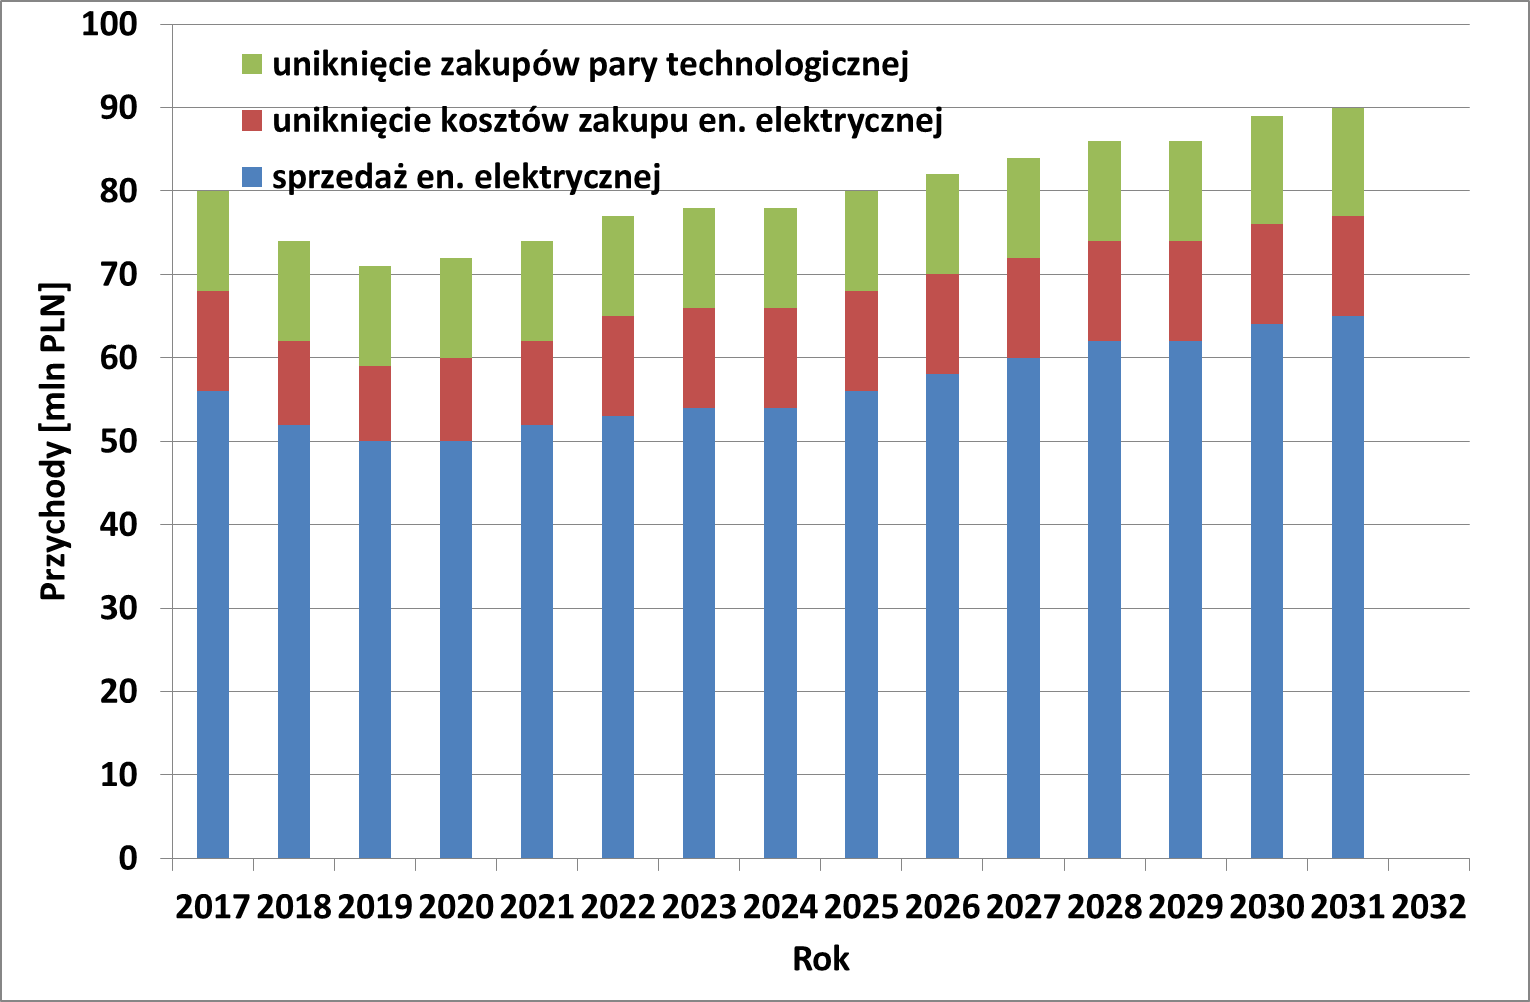 100
90
80
70
60
50
40
30
20
10
0
Przychody [mln PLN]
uniknięcie zakupów pary technologicznej
uniknięcie kosztów zakupu en. elektrycznej
sprzedaż en. elektrycznej
2017 2018 2019 2020 2021 2022 2023 2024 2025 2026 2027 2028 2029 2030 2031 2032
Rok